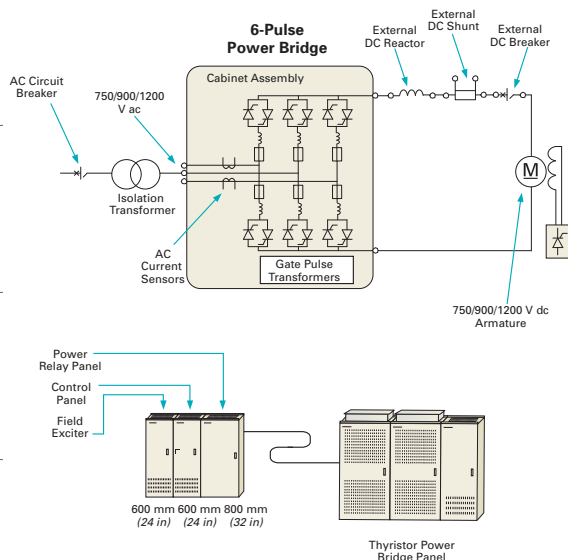 6-Pulse
Power Bridge
External
DC Reactor
External
DC Shunt
External
DC Breaker
Cabinet Assembly
AC Circuit
Breaker
750/900/1200
V ac
Isolation
Transformer
AC
Current
Sensors
Gate Pulse
Transformers
M
750/900/1200 V dc
Armature
Power
Relay Panel
Control
Panel
Field
Exciter
600 mm 600 mm 800 mm
(24 in) (24 in) (32 in)
Thyristor Power
Bridge Panel